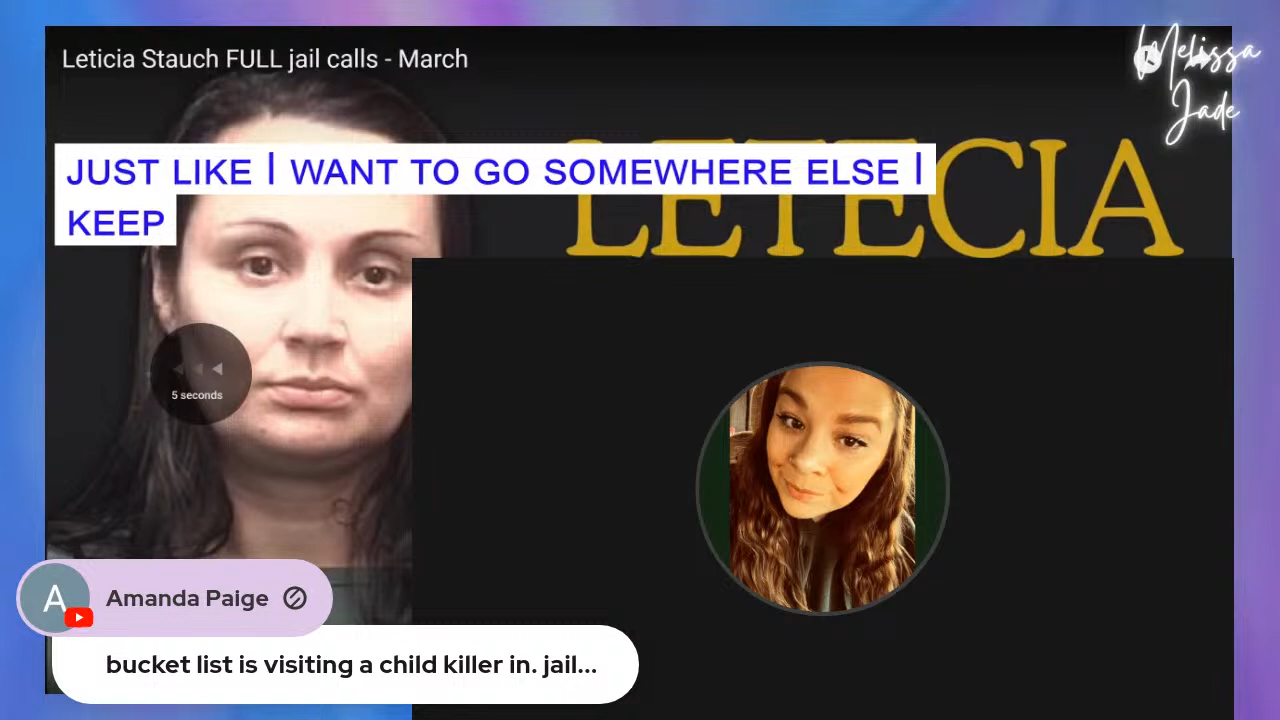 Leticia Stauch FULL jail calls - March
Melissa
Jade
JUST LIKE I WANT TO GO SOMEWHERE ELSE I
KEEP
LETECIA
5 seconds
A
Amanda Paige
bucket list is visiting a child killer in. jail...